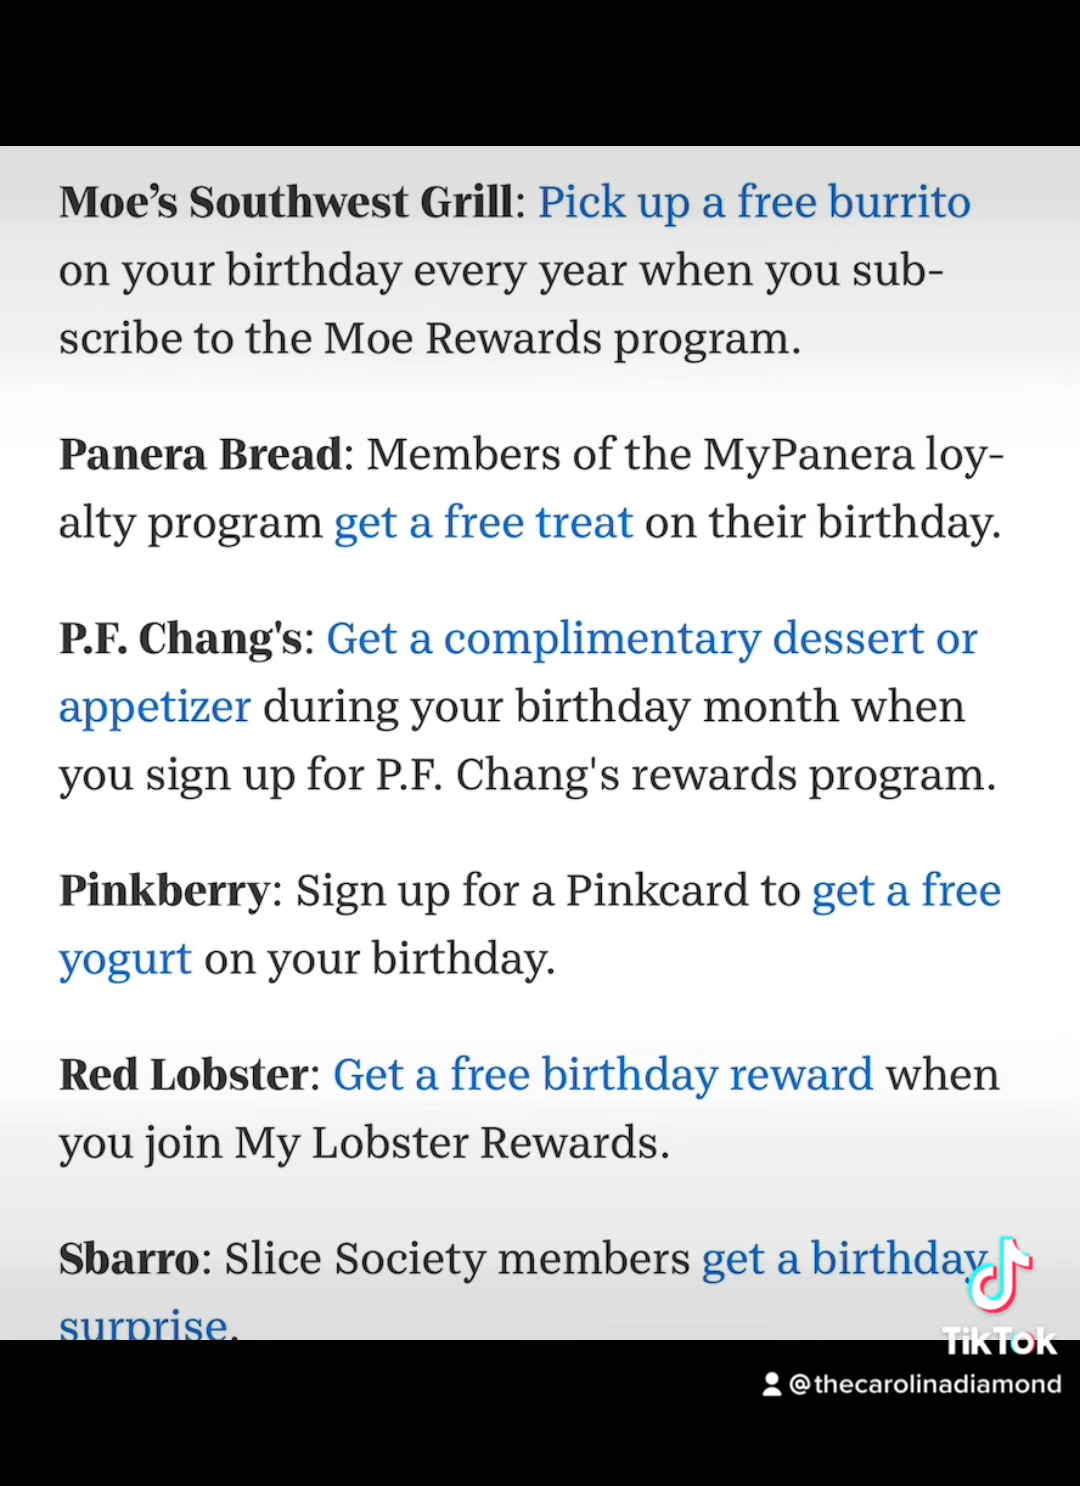 Moe’s Southwest Grill: Pick up a free burrito
on your birthday every year when you sub-
scribe to the Moe Rewards program.
Panera Bread: Members of the MyPanera loy-
alty program get a free treat on their birthday.
P.F. Chang's: Get a complimentary dessert or
appetizer during your birthday month when
you sign up for P.F. Chang's rewards program.
Pinkberry: Sign up for a Pinkcard to get a free
yogurt on your birthday.
Red Lobster: Get a free birthday reward when
you join My Lobster Rewards.
Sbarro: Slice Society members get a birthday
surprise.
TikTok
@thecarolinadiamond